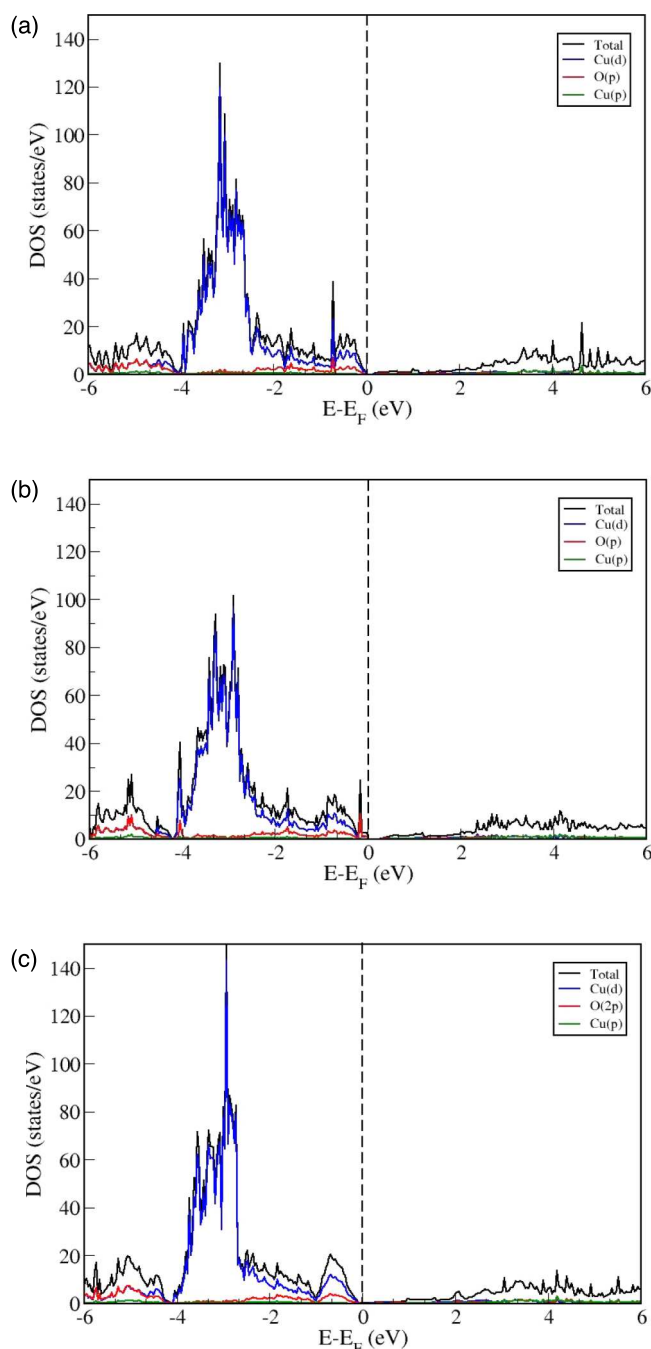 (a)
140
120
100
80
60
40
20
0
DOS (states/eV)
Total
Cu(d)
O(p)
Cu(p)
-6 -4 -2 0 2 4 6
E-E_F (eV)
(b)
140
120
100
80
60
40
20
0
DOS (states/eV)
Total
Cu(d)
O(p)
Cu(p)
-6 -4 -2 0 2 4 6
E-E_F (eV)
(c)
140
120
100
80
60
40
20
0
DOS (states/eV)
Total
Cu(d)
O(2p)
Cu(p)
-6 -4 -2 0 2 4 6
E-E_F (eV)